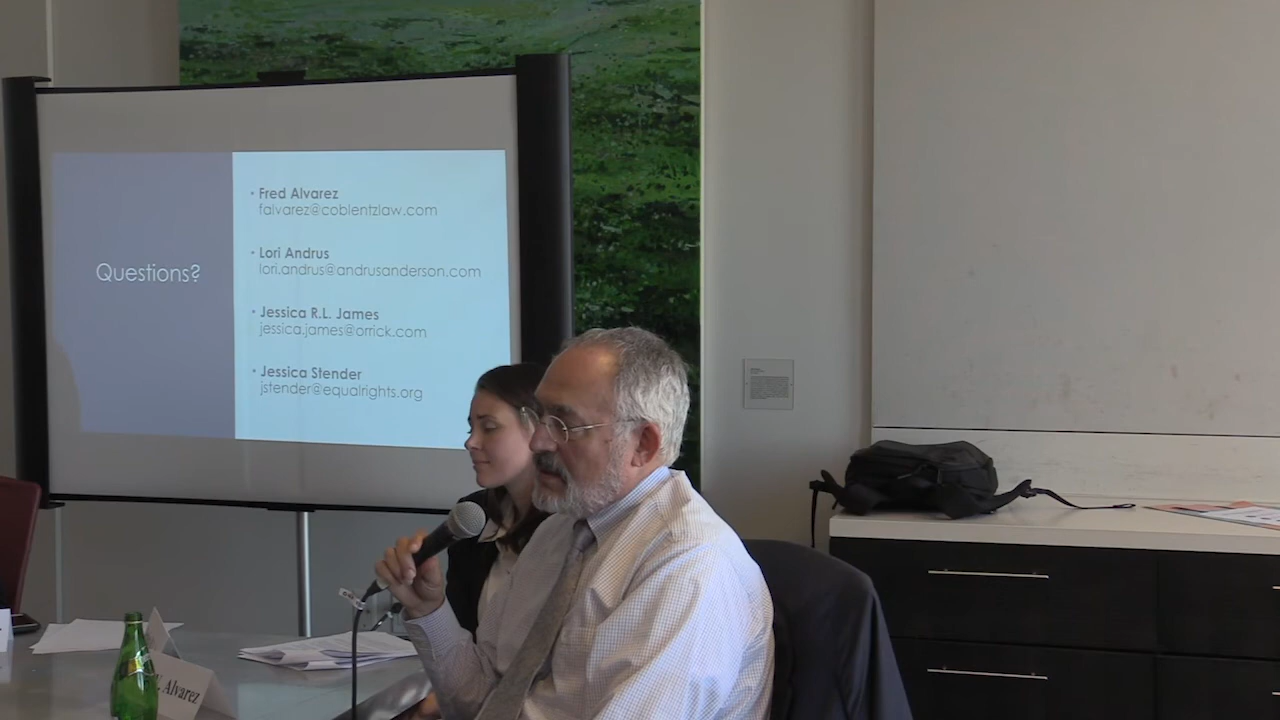 Questions?
• Fred Alvarez
falvarez@coblentzlaw.com
• Lori Andrus
lori.andrus@andrusanderson.com
• Jessica R.L. James
jessica.james@orrick.com
• Jessica Stender
jstender@equalrights.org
Alvarez